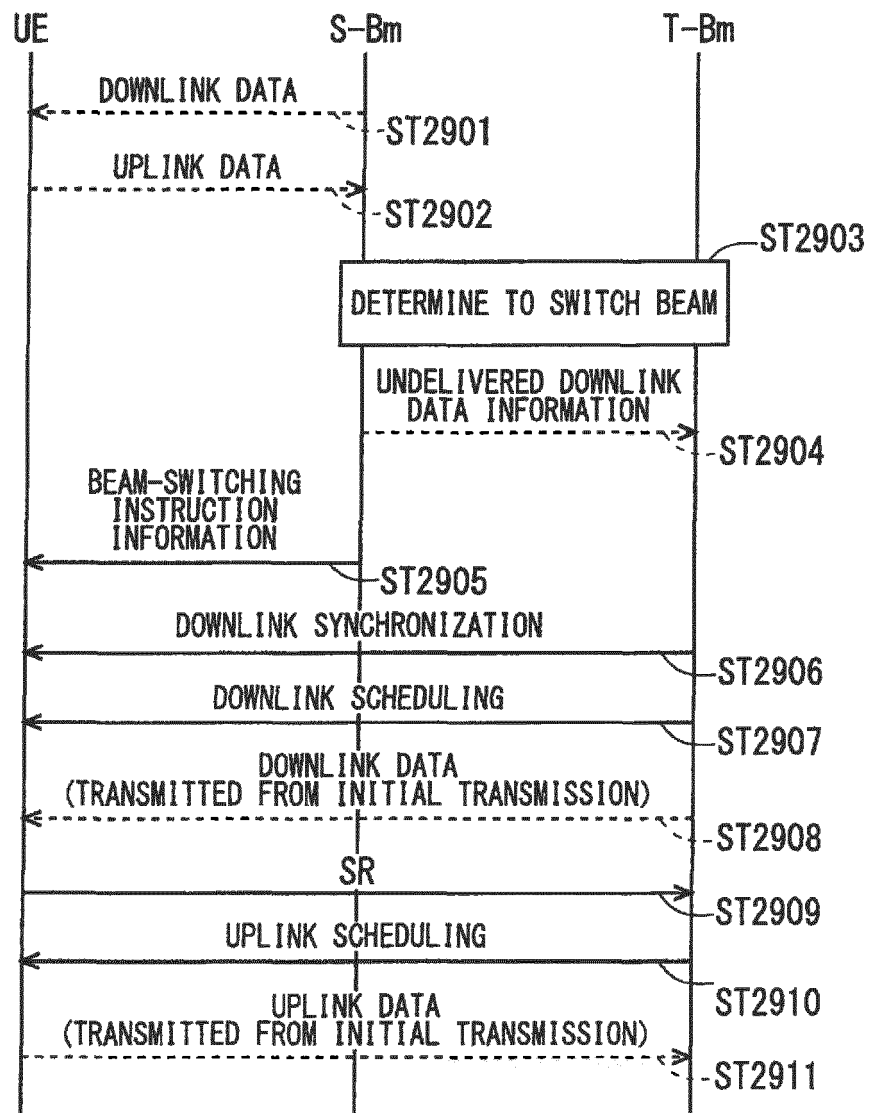 UE S-Bm T-Bm
DOWNLINK DATA
ST2901
UPLINK DATA
ST2902
ST2903
DETERMINE TO SWITCH BEAM
UNDELIVERED DOWNLINK
DATA INFORMATION
ST2904
BEAM-SWITCHING
INSTRUCTION
INFORMATION
ST2905
DOWNLINK SYNCHRONIZATION
ST2906
DOWNLINK SCHEDULING
ST2907
DOWNLINK DATA
(TRANSMITTED FROM INITIAL TRANSMISSION)
ST2908
SR
ST2909
UPLINK SCHEDULING
ST2910
UPLINK DATA
(TRANSMITTED FROM INITIAL TRANSMISSION)
ST2911